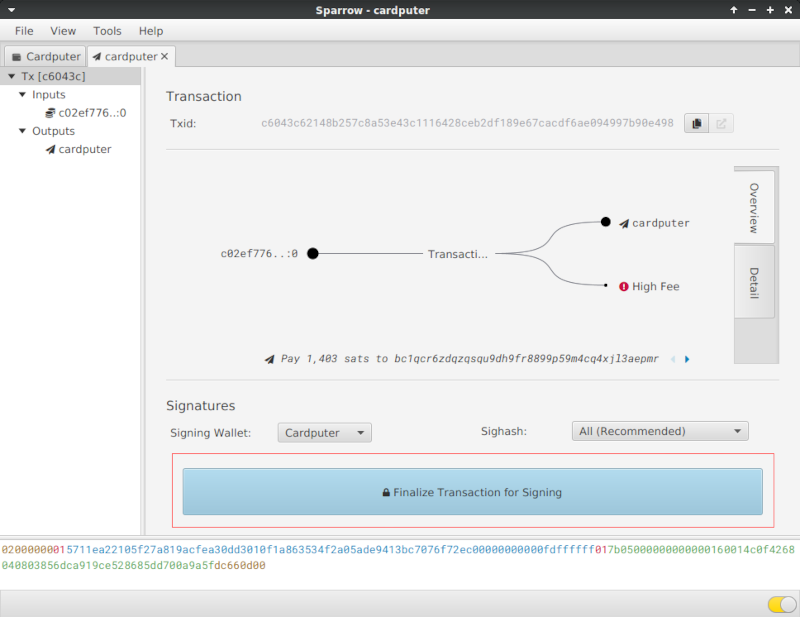 Sparrow - cardputer
File View Tools Help
Cardputer cardputer
Tx [c6043c]
Inputs
c02ef776..:0
Outputs
cardputer
Transaction
Txid: c6043c62148b257c8a53e43c1116428ceb2df189e67cacdf6ae094997b90e498
Overview
Detail
cardputer
c02ef776..:0 Transacti...
High Fee
Pay 1,403 sats to bc1qcr6zdqzqsqu9dh9fr8899p59m4cq4xjl3aepmr
Signatures
Signing Wallet: Cardputer Sighash: All (Recommended)
Finalize Transaction for Signing
02000000015711ea22105f27a819acfea30dd3010f1a863534f2a05ade9413bc7076f72ec00000000000fdffffff017b05000000000000160014c0f4268
040803856dca919ce528685dd700a9a5fdc660d00